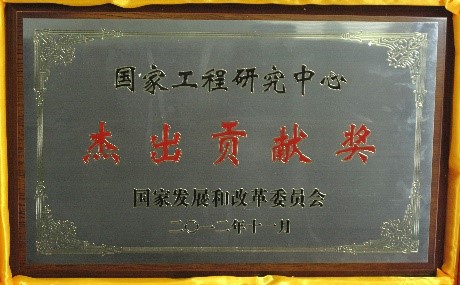 国家工程研究中心
杰出贡献奖
国家发展和改革委员会
二〇一二年十一月